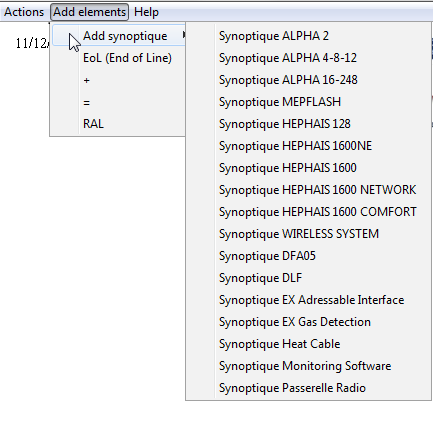 Actions Add elements Help
11/12/
Add synoptique
EoL (End of Line)
+
=
RAL
Synoptique ALPHA 2
Synoptique ALPHA 4-8-12
Synoptique ALPHA 16-248
Synoptique MEPFLASH
Synoptique HEPHAIS 128
Synoptique HEPHAIS 1600NE
Synoptique HEPHAIS 1600
Synoptique HEPHAIS 1600 NETWORK
Synoptique HEPHAIS 1600 COMFORT
Synoptique WIRELESS SYSTEM
Synoptique DFA05
Synoptique DLF
Synoptique EX Adressable Interface
Synoptique EX Gas Detection
Synoptique Heat Cable
Synoptique Monitoring Software
Synoptique Passerelle Radio